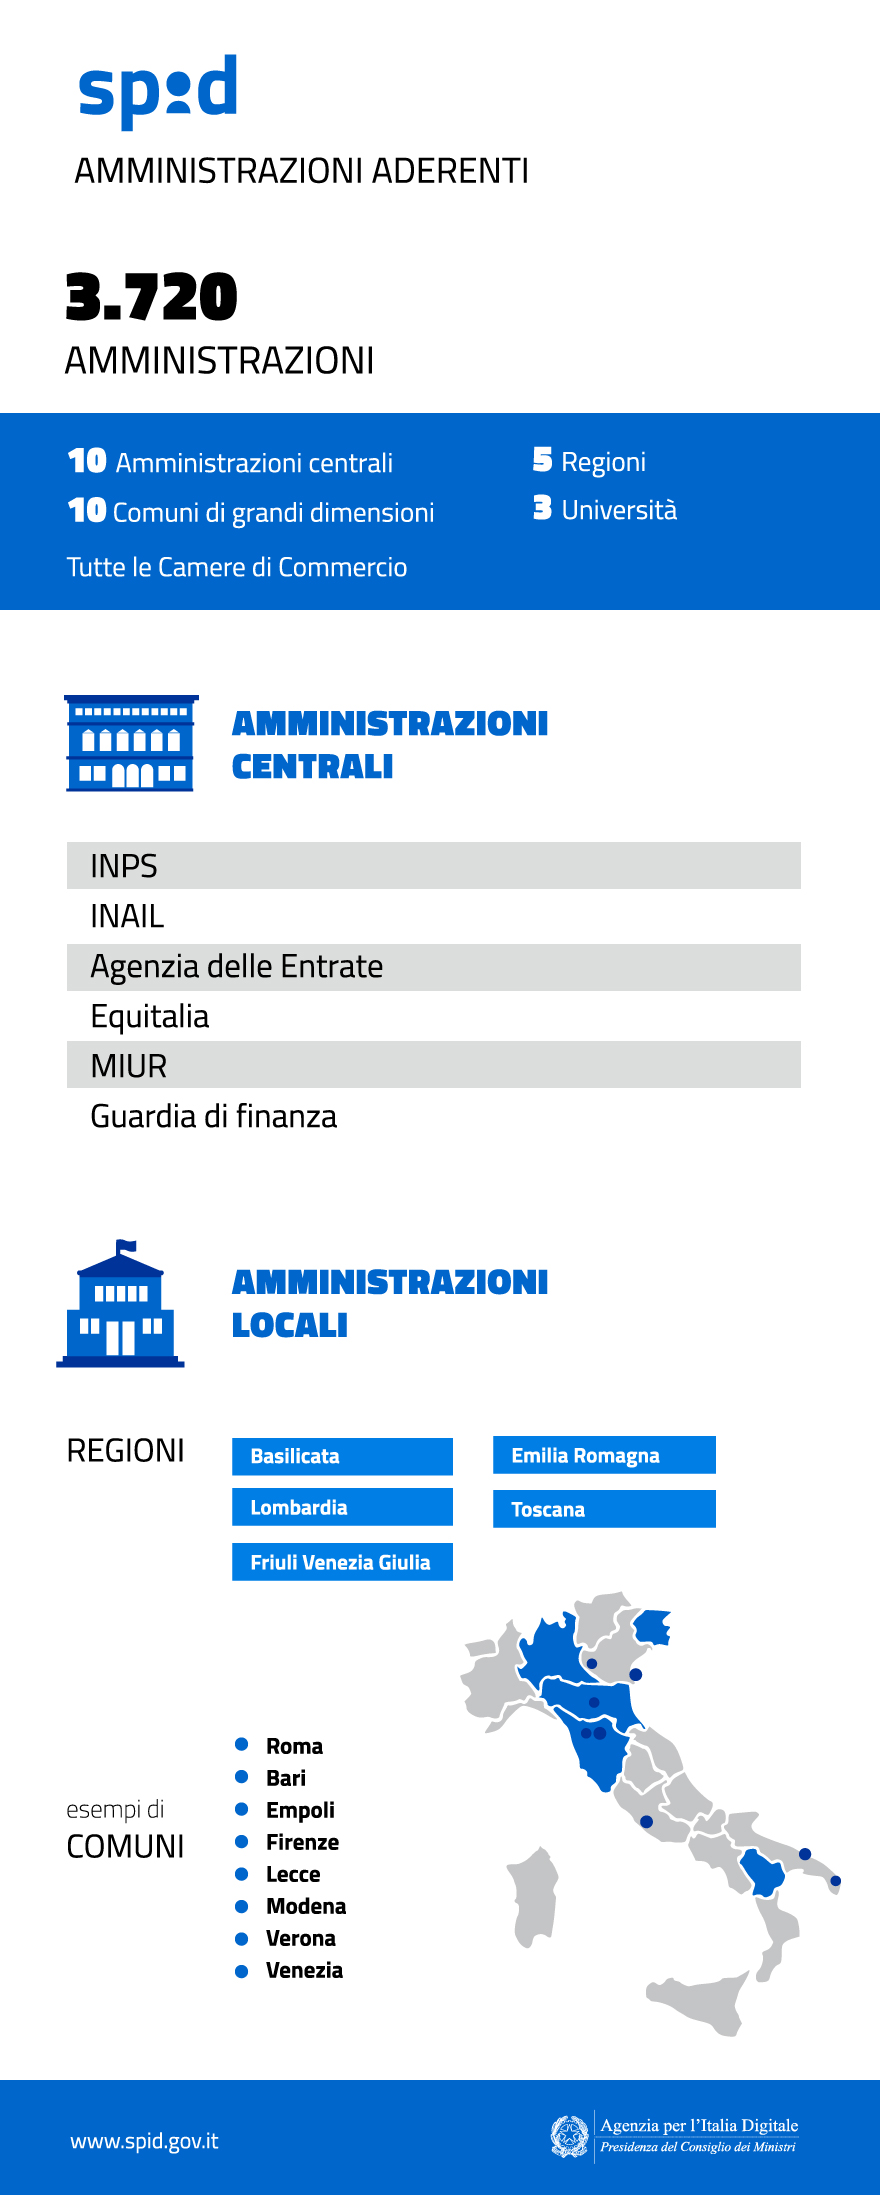 spid
AMMINISTRAZIONI ADERENTI
3.720
AMMINISTRAZIONI
10 Amministrazioni centrali
10 Comuni di grandi dimensioni
Tutte le Camere di Commercio
5 Regioni
3 Università
AMMINISTRAZIONI
CENTRALI
INPS
INAIL
Agenzia delle Entrate
Equitalia
MIUR
Guardia di finanza
AMMINISTRAZIONI
LOCALI
REGIONI
Basilicata
Lombardia
Friuli Venezia Giulia
Emilia Romagna
Toscana
esempi di
COMUNI
Roma
Bari
Empoli
Firenze
Lecce
Modena
Verona
Venezia
www.spid.gov.it
Agenzia per l'Italia Digitale
Presidenza del Consiglio dei Ministri